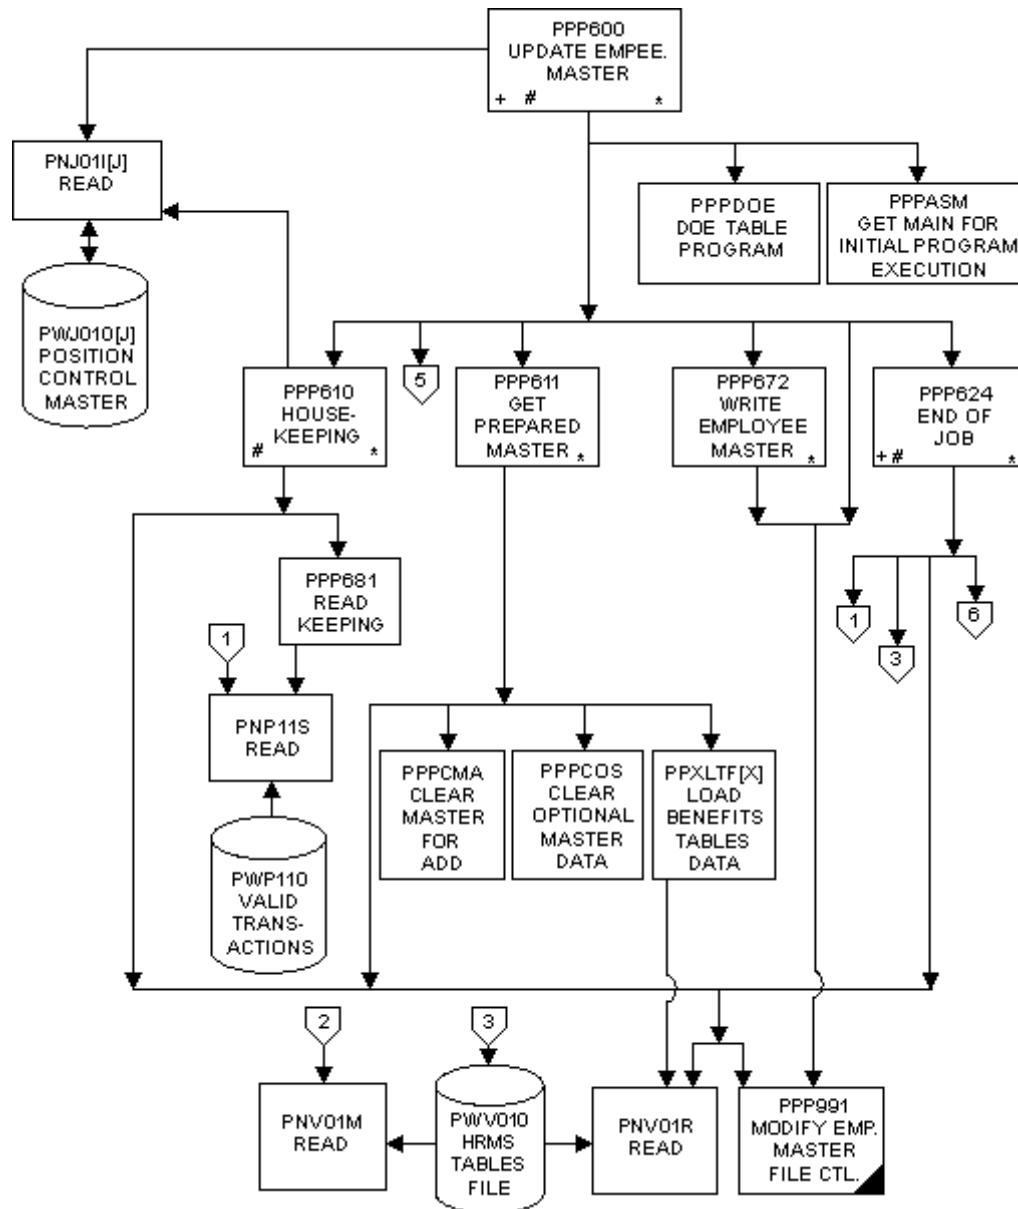 PPP600
UPDATE EMPEE.
MASTER
+ # *
PNJ01I[J]
READ
PPPDOE
DOE TABLE
PROGRAM
PPPASM
GET MAIN FOR
INITIAL PROGRAM
EXECUTION
PWJ010[J]
POSITION
CONTROL
MASTER
PPP610
HOUSE-
KEEPING
# *
5
PPP611
GET
PREPARED
MASTER
*
PPP672
WRITE
EMPLOYEE
MASTER
*
PPP624
END OF
JOB
+ # *
PPP681
READ
KEEPING
1
3
6
1
PNP11S
READ
PPPCMA
CLEAR
MASTER
FOR
ADD
PPPCOS
CLEAR
OPTIONAL
MASTER
DATA
PPXLTF[X]
LOAD
BENEFITS
TABLES
DATA
PWP110
VALID
TRANS-
ACTIONS
2
3
PNV01M
READ
PWV010
HRMS
TABLES
FILE
PNV01R
READ
PPP991
MODIFY EMP.
MASTER
FILE CTL.